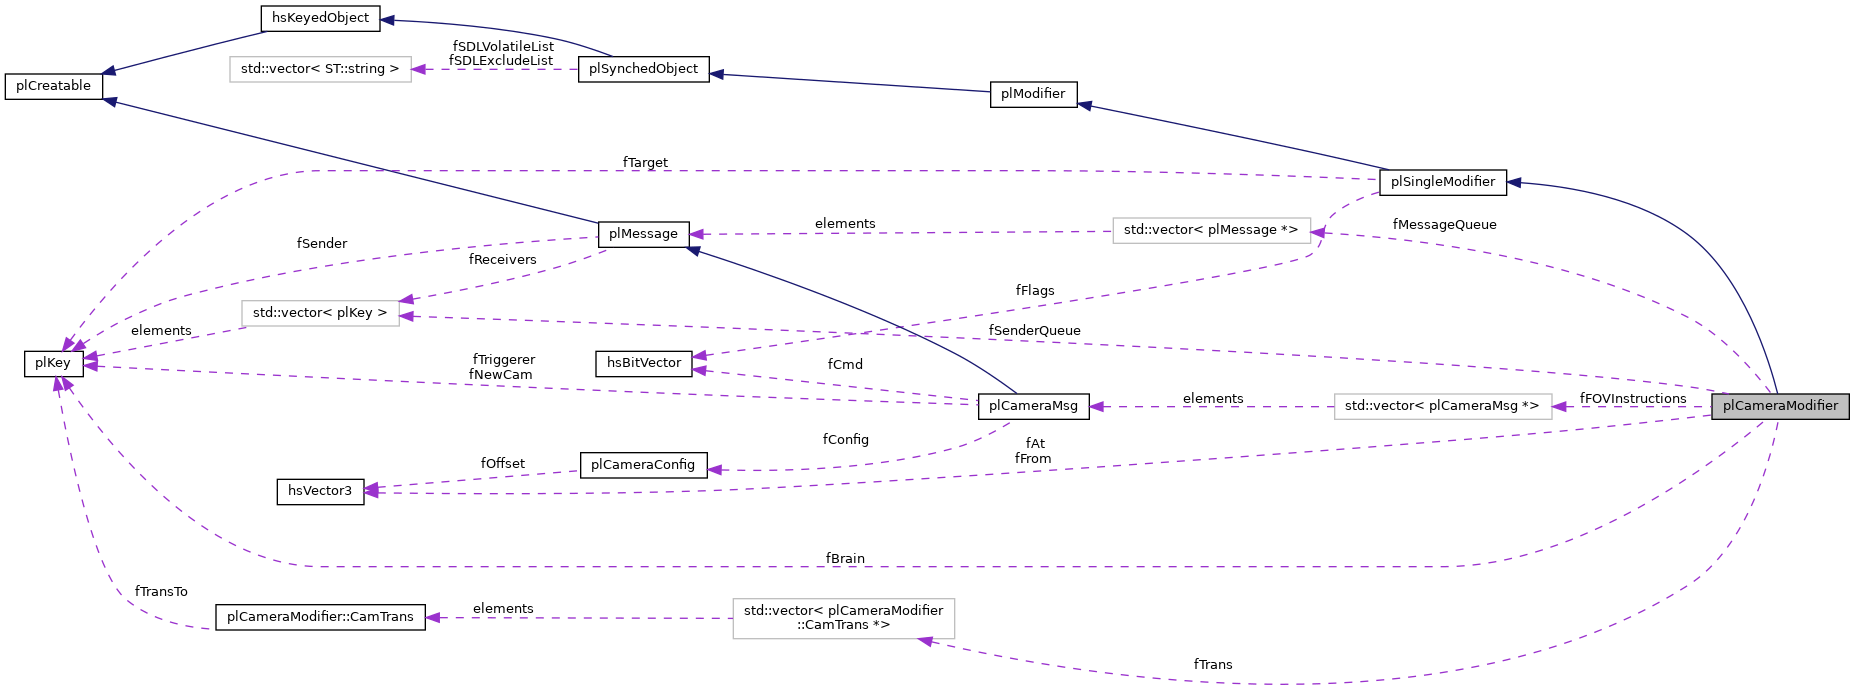 hsKeyedObject
fSDLVolatileList
fSDLExcludeList
std::vector< ST::string >
plSynchedObject
plCreatable
plModifier
fTarget
plSingleModifier
elements
std::vector< plMessage *>
fMessageQueue
plMessage
fSender
fReceivers
fFlags
std::vector< plKey >
elements
fSenderQueue
plKey
fTriggerer
fNewCam
hsBitVector
fCmd
plCameraMsg
elements
std::vector< plCameraMsg *>
fFOVInstructions
plCameraModifier
fConfig
fAt
fFrom
fOffset
plCameraConfig
hsVector3
fBrain
fTransTo
plCameraModifier::CamTrans
elements
std::vector< plCameraModifier
::CamTrans *>
fTrans